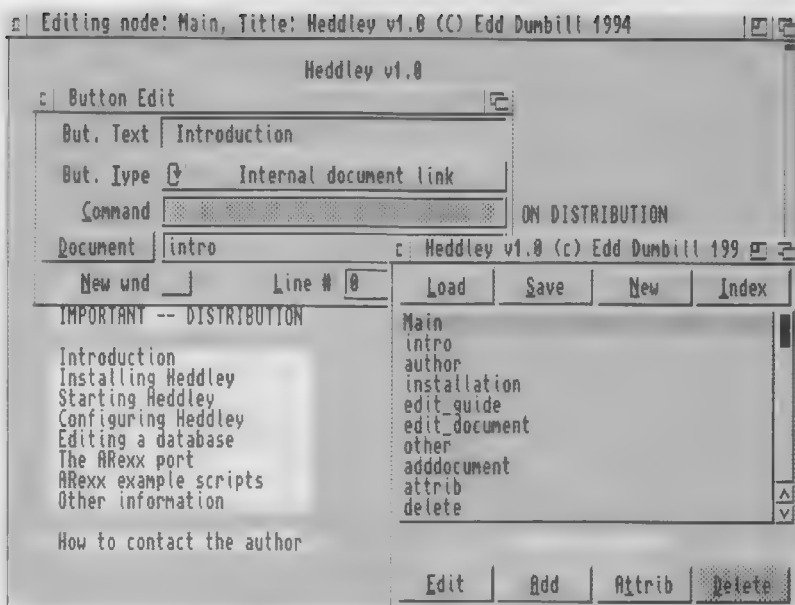 Editing node: Main, Title: Heddley v1.0 (C) Edd Dumbill 1994
Heddley v1.0
Button Edit
But. Text Introduction
But. Type Internal document link
Command
ON DISTRIBUTION
Document intro
New wnd Line # 0
IMPORTANT -- DISTRIBUTION
Introduction
Installing Heddley
Starting Heddley
Configuring Heddley
Editing a database
The ARexx port
ARexx example scripts
Other information
How to contact the author
Heddley v1.0 (c) Edd Dumbill 199
Load Save New Index
Main
intro
author
installation
edit_guide
edit_document
other
adddocument
attrib
delete
Edit Add Attrib Delete